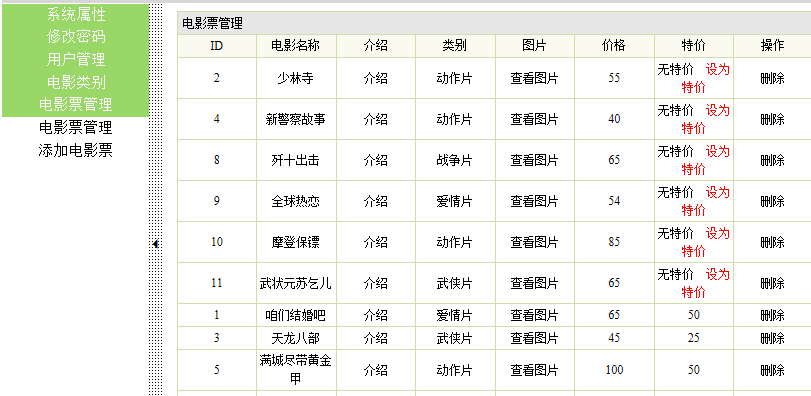 系统属性
修改密码
用户管理
电影类别
电影票管理
电影票管理
添加电影票
电影票管理
ID 电影名称 介绍 类别 图片 价格 特价 操作
2 少林寺 介绍 动作片 查看图片 55 无特价 设为特价 删除
4 新警察故事 介绍 动作片 查看图片 40 无特价 设为特价 删除
8 歼十出击 介绍 战争片 查看图片 65 无特价 设为特价 删除
9 全球热恋 介绍 爱情片 查看图片 54 无特价 设为特价 删除
10 摩登保镖 介绍 动作片 查看图片 85 无特价 设为特价 删除
11 武状元苏乞儿 介绍 武侠片 查看图片 65 无特价 设为特价 删除
1 咱们结婚吧 介绍 爱情片 查看图片 65 50 删除
3 天龙八部 介绍 武侠片 查看图片 45 25 删除
5 满城尽带黄金甲 介绍 动作片 查看图片 100 50 删除